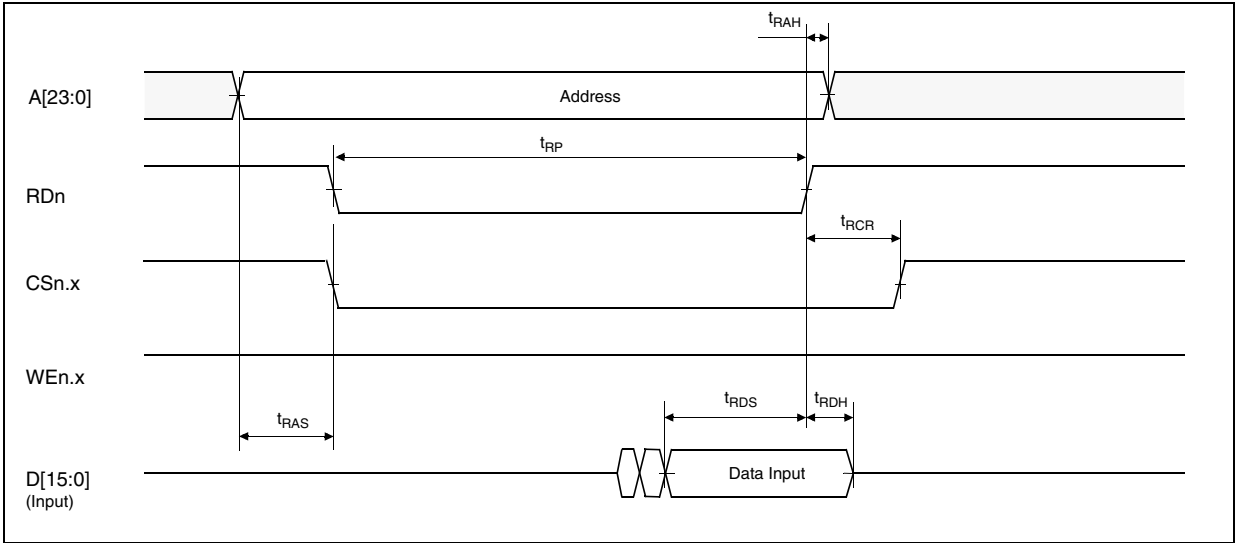 tRAH
A[23:0]
Address
tRP
RDn
tRCR
CSn.x
WEn.x
tRDS
tRDH
tRAS
D[15:0]
Data Input
(Input)